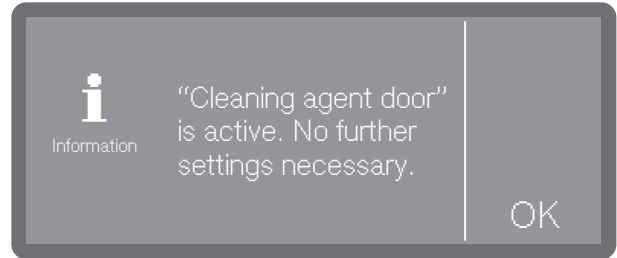 Information
“Cleaning agent door”
is active. No further
settings necessary.
OK